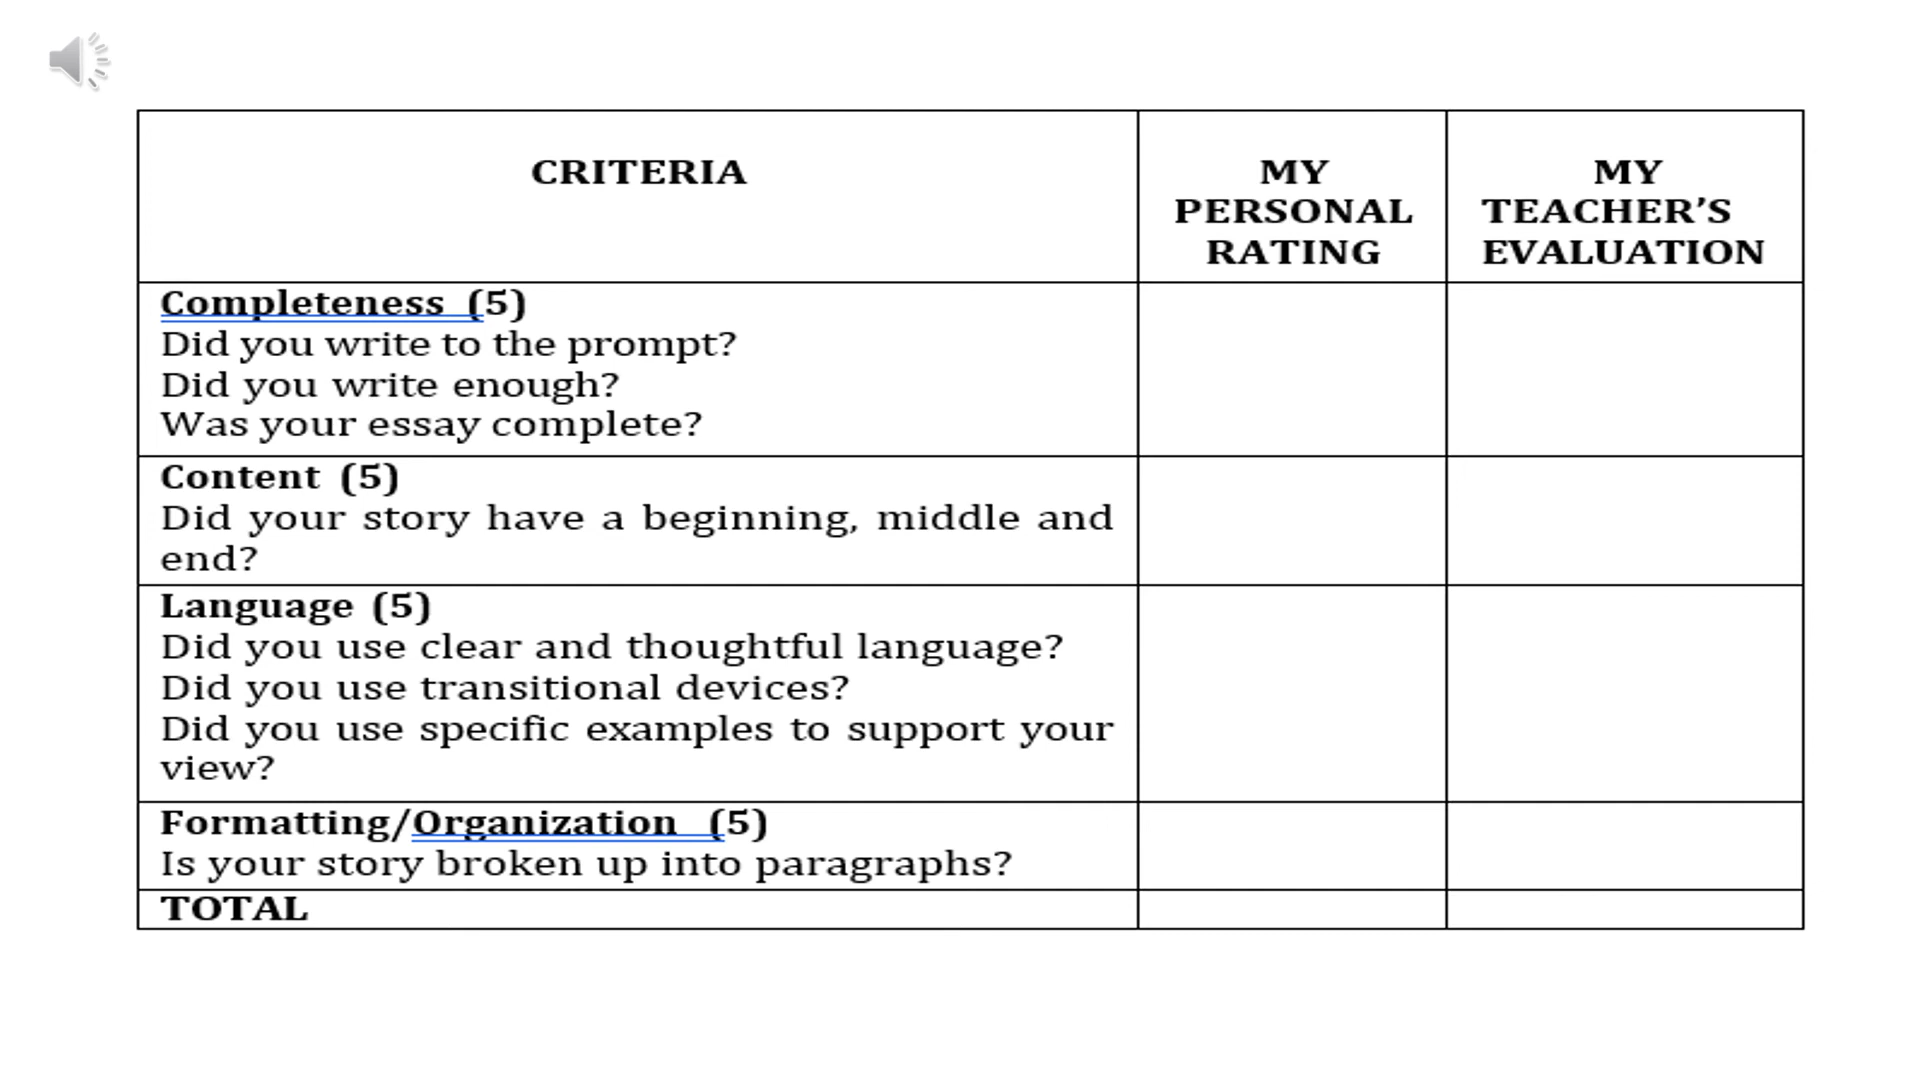 CRITERIA
MY
PERSONAL
RATING
MY
TEACHER’S
EVALUATION
Completeness (5)
Did you write to the prompt?
Did you write enough?
Was your essay complete?
Content (5)
Did your story have a beginning, middle and
end?
Language (5)
Did you use clear and thoughtful language?
Did you use transitional devices?
Did you use specific examples to support your
view?
Formatting/Organization (5)
Is your story broken up into paragraphs?
TOTAL